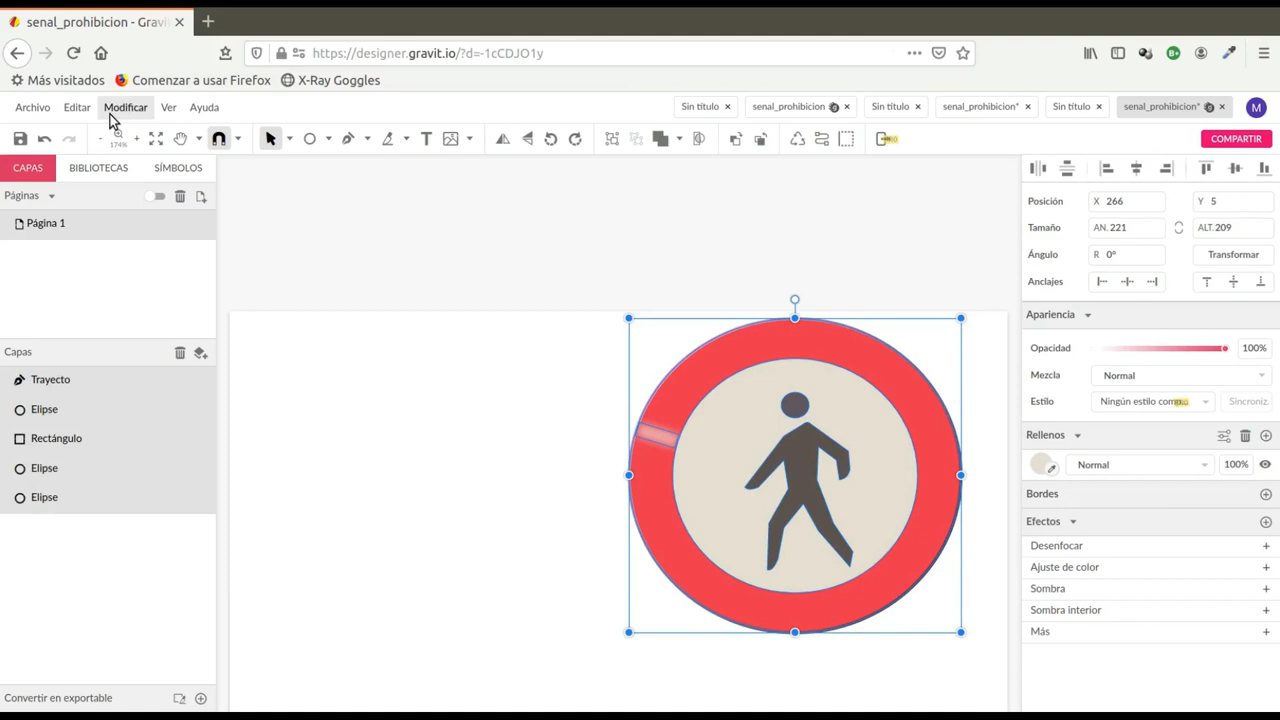 senal_prohibicion - Gravit
https://designer.gravit.io/?d=-1cCDJO1y
Más visitados Comenzar a usar Firefox X-Ray Goggles
Archivo Editar Modificar Ver Ayuda
Sin título senal_prohibicion Sin título senal_prohibicion* Sin título senal_prohibicion* M
174%
COMPARTIR
CAPAS BIBLIOTECAS SÍMBOLOS
Páginas
Página 1
Capas
Trayecto
Elipse
Rectángulo
Elipse
Elipse
Convertir en exportable
Posición X 266 Y 5
Tamaño AN. 221 ALT. 209
Ángulo R 0° Transformar
Anclajes
Apariencia
Opacidad 100%
Mezcla Normal
Estilo Ningún estilo Sincroniz.
Rellenos
Normal 100%
Bordes
Efectos
Desenfocar +
Ajuste de color +
Sombra +
Sombra interior +
Más +